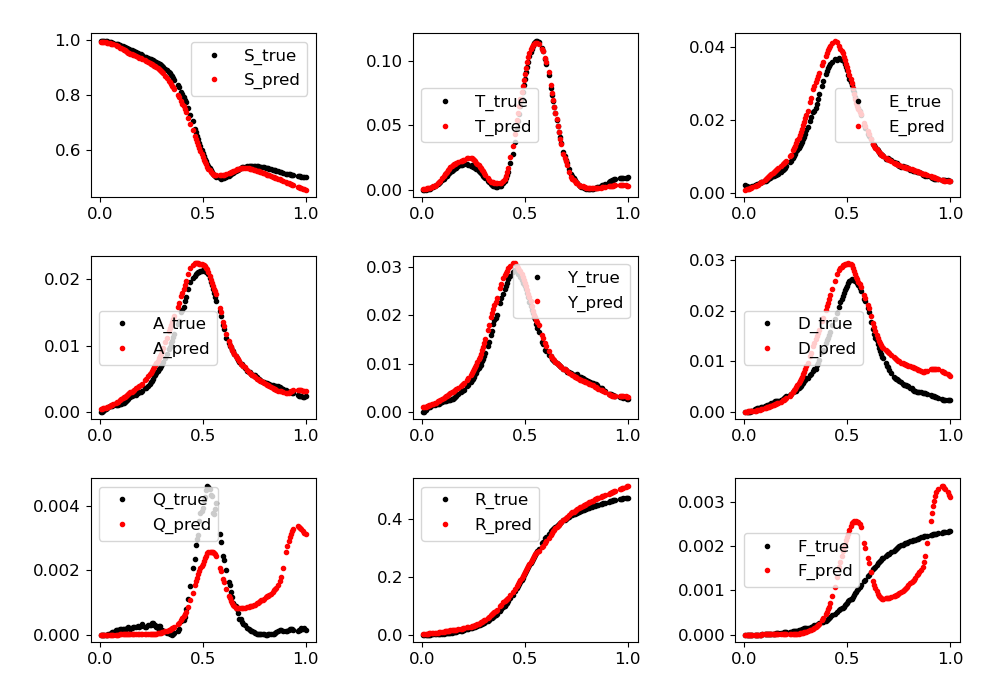 1.0
0.8
0.6
S_true
S_pred
0.0 0.5 1.0
0.10
0.05
0.00
T_true
T_pred
0.0 0.5 1.0
0.04
0.02
0.00
E_true
E_pred
0.0 0.5 1.0
0.02
0.01
0.00
A_true
A_pred
0.0 0.5 1.0
0.03
0.02
0.01
0.00
Y_true
Y_pred
0.0 0.5 1.0
0.03
0.02
0.01
0.00
D_true
D_pred
0.0 0.5 1.0
0.004
0.002
0.000
Q_true
Q_pred
0.0 0.5 1.0
0.4
0.2
0.0
R_true
R_pred
0.0 0.5 1.0
0.003
0.002
0.001
0.000
F_true
F_pred
0.0 0.5 1.0